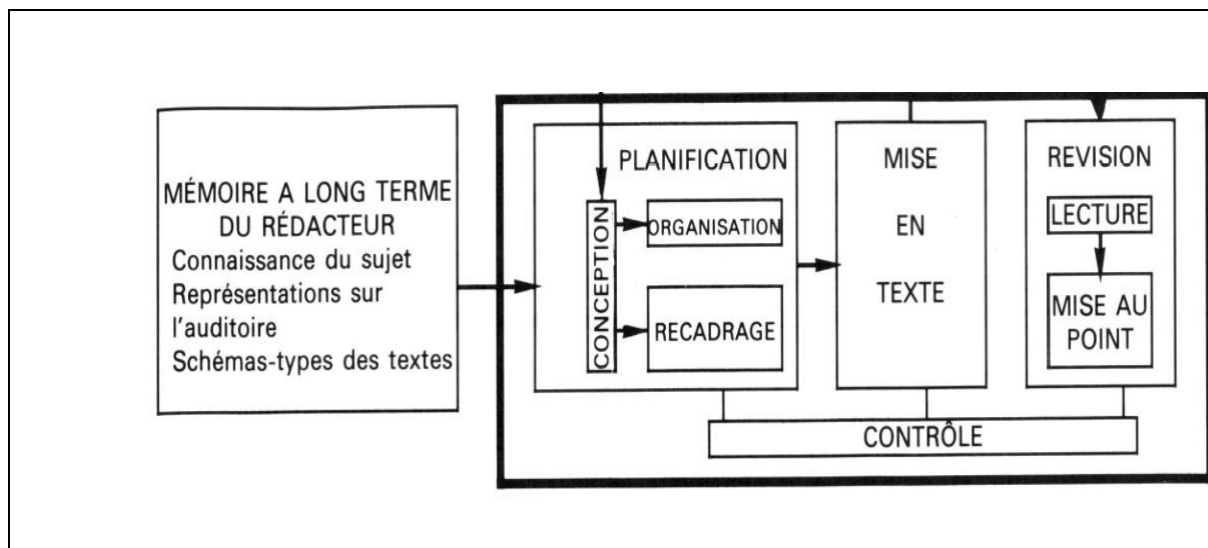 MÉMOIRE A LONG TERME
DU RÉDACTEUR
Connaissance du sujet
Représentations sur
l'auditoire
Schémas-types des textes
PLANIFICATION
CONCEPTION
ORGANISATION
RECADRAGE
MISE
EN
TEXTE
REVISION
LECTURE
MISE AU
POINT
CONTRÔLE